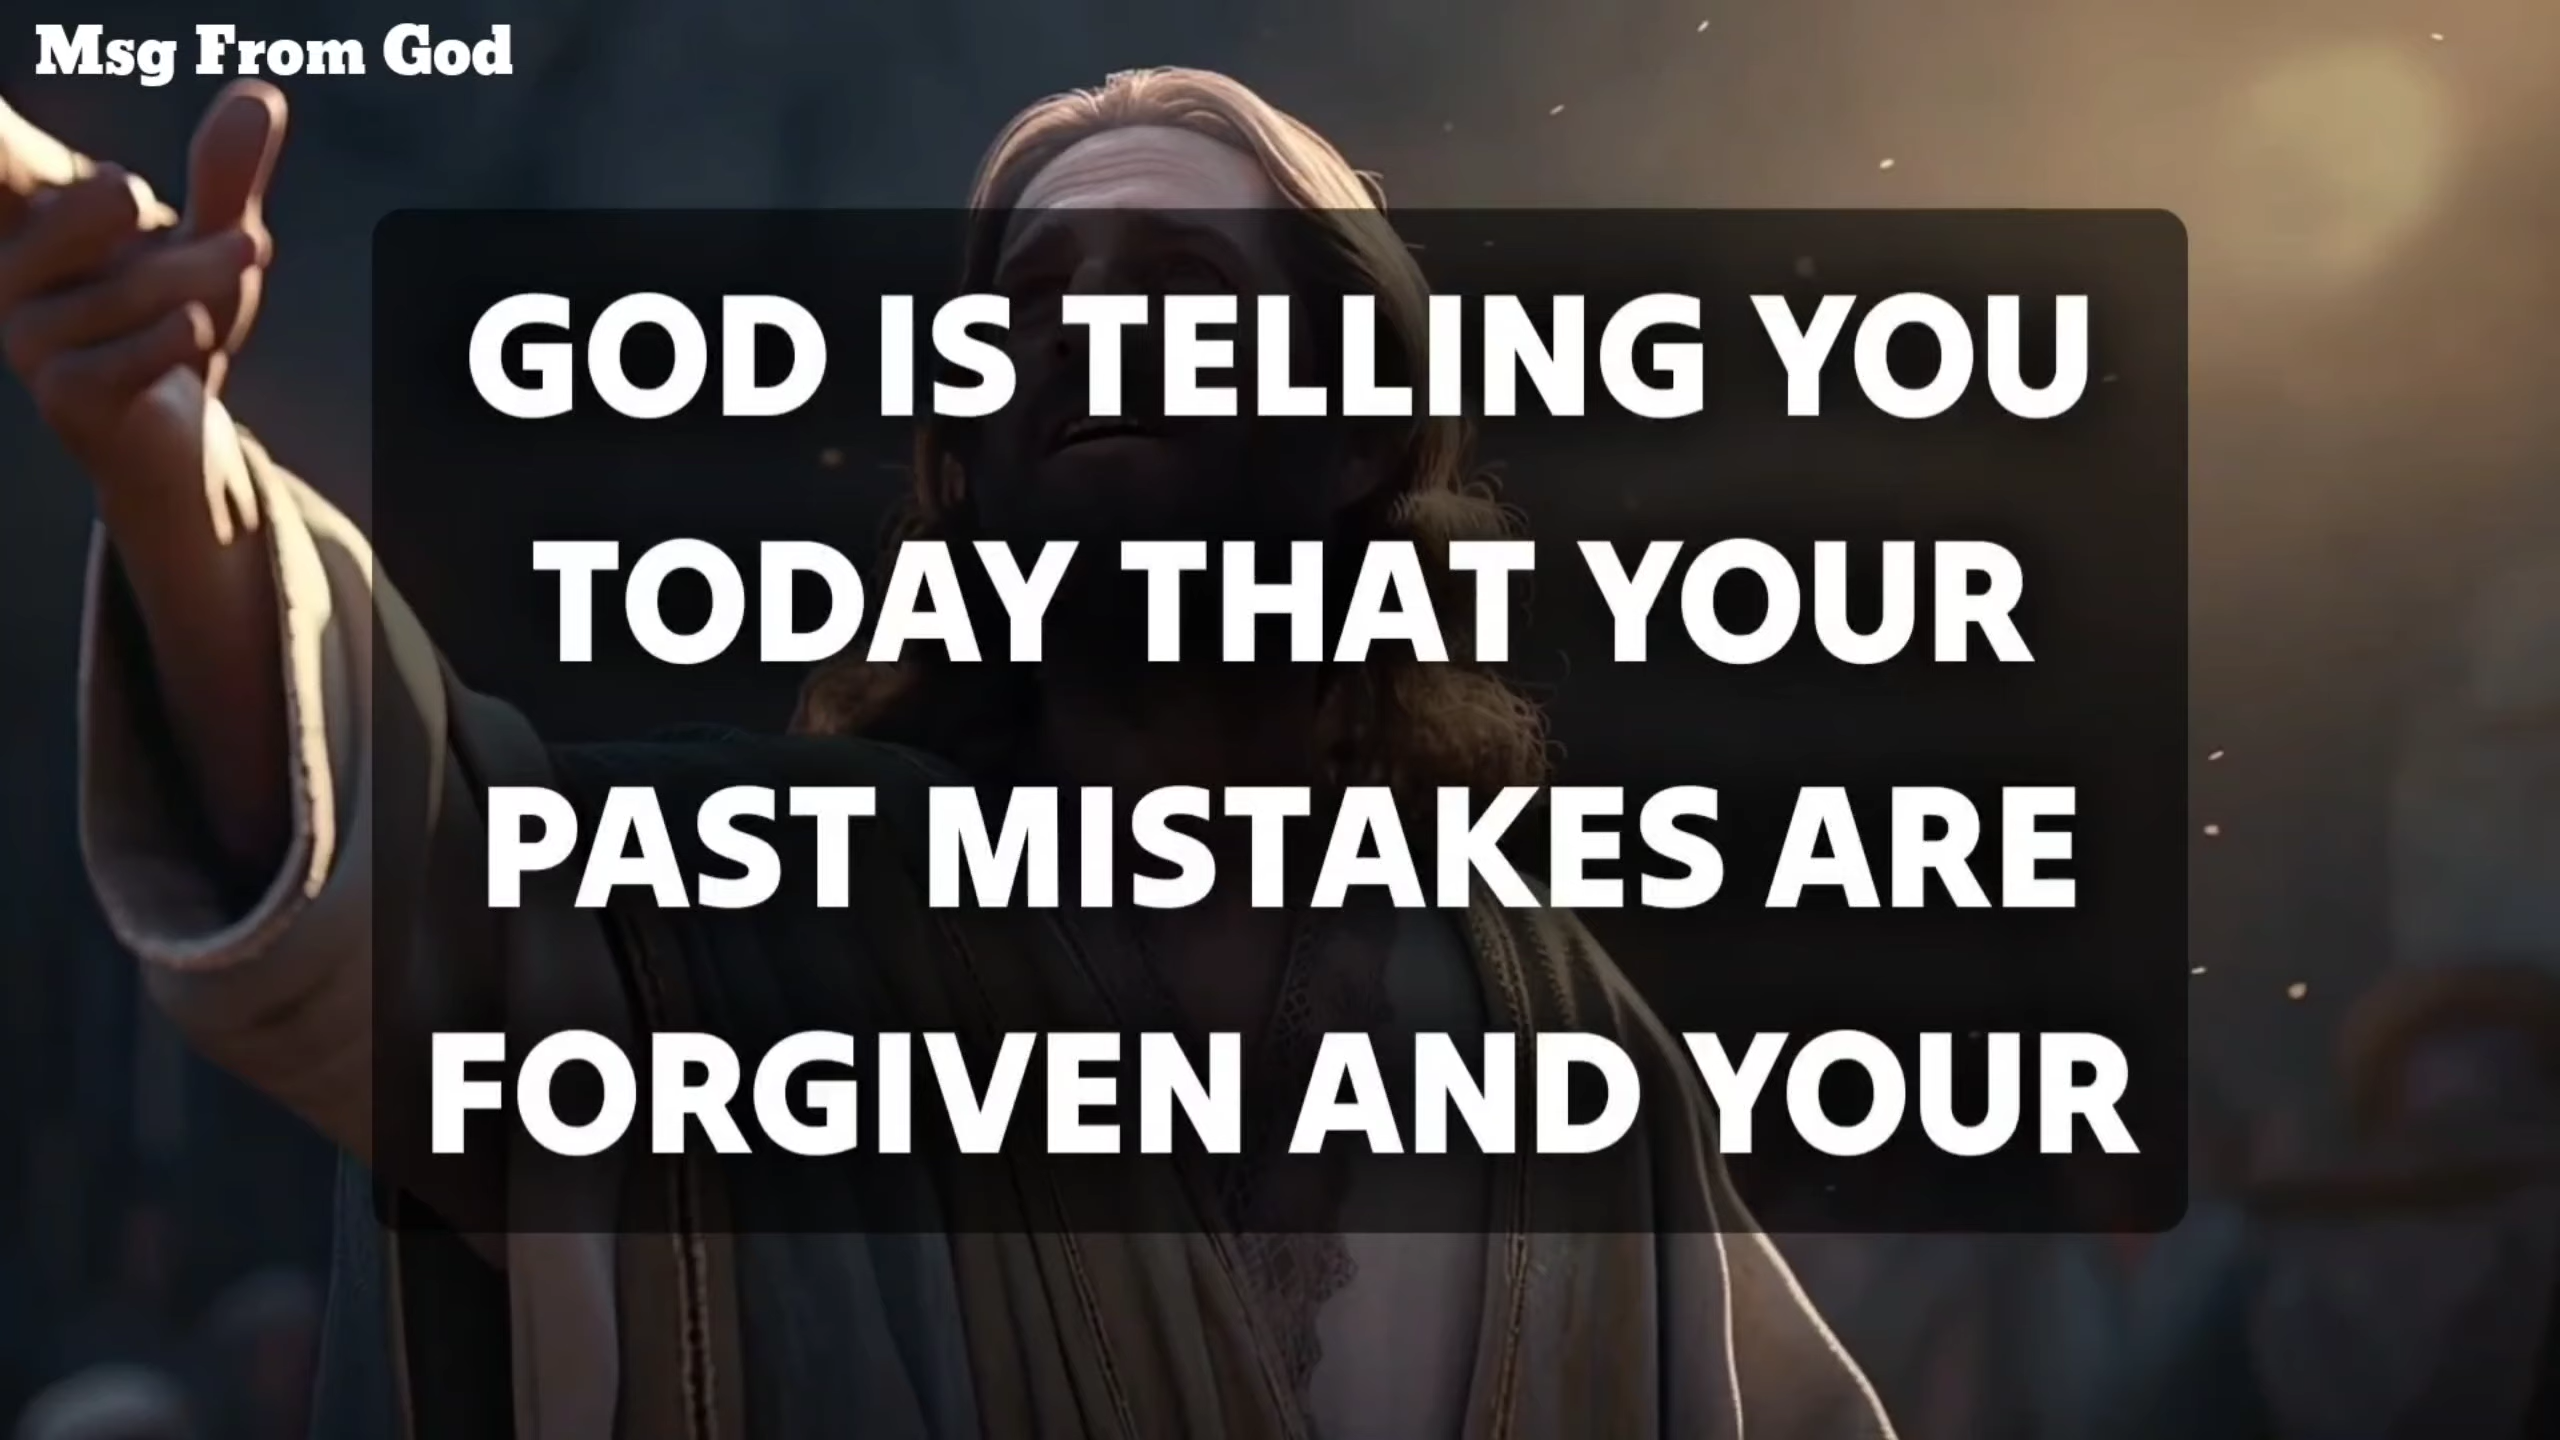 Msg From God
GOD IS TELLING YOU
TODAY THAT YOUR
PAST MISTAKES ARE
FORGIVEN AND YOUR